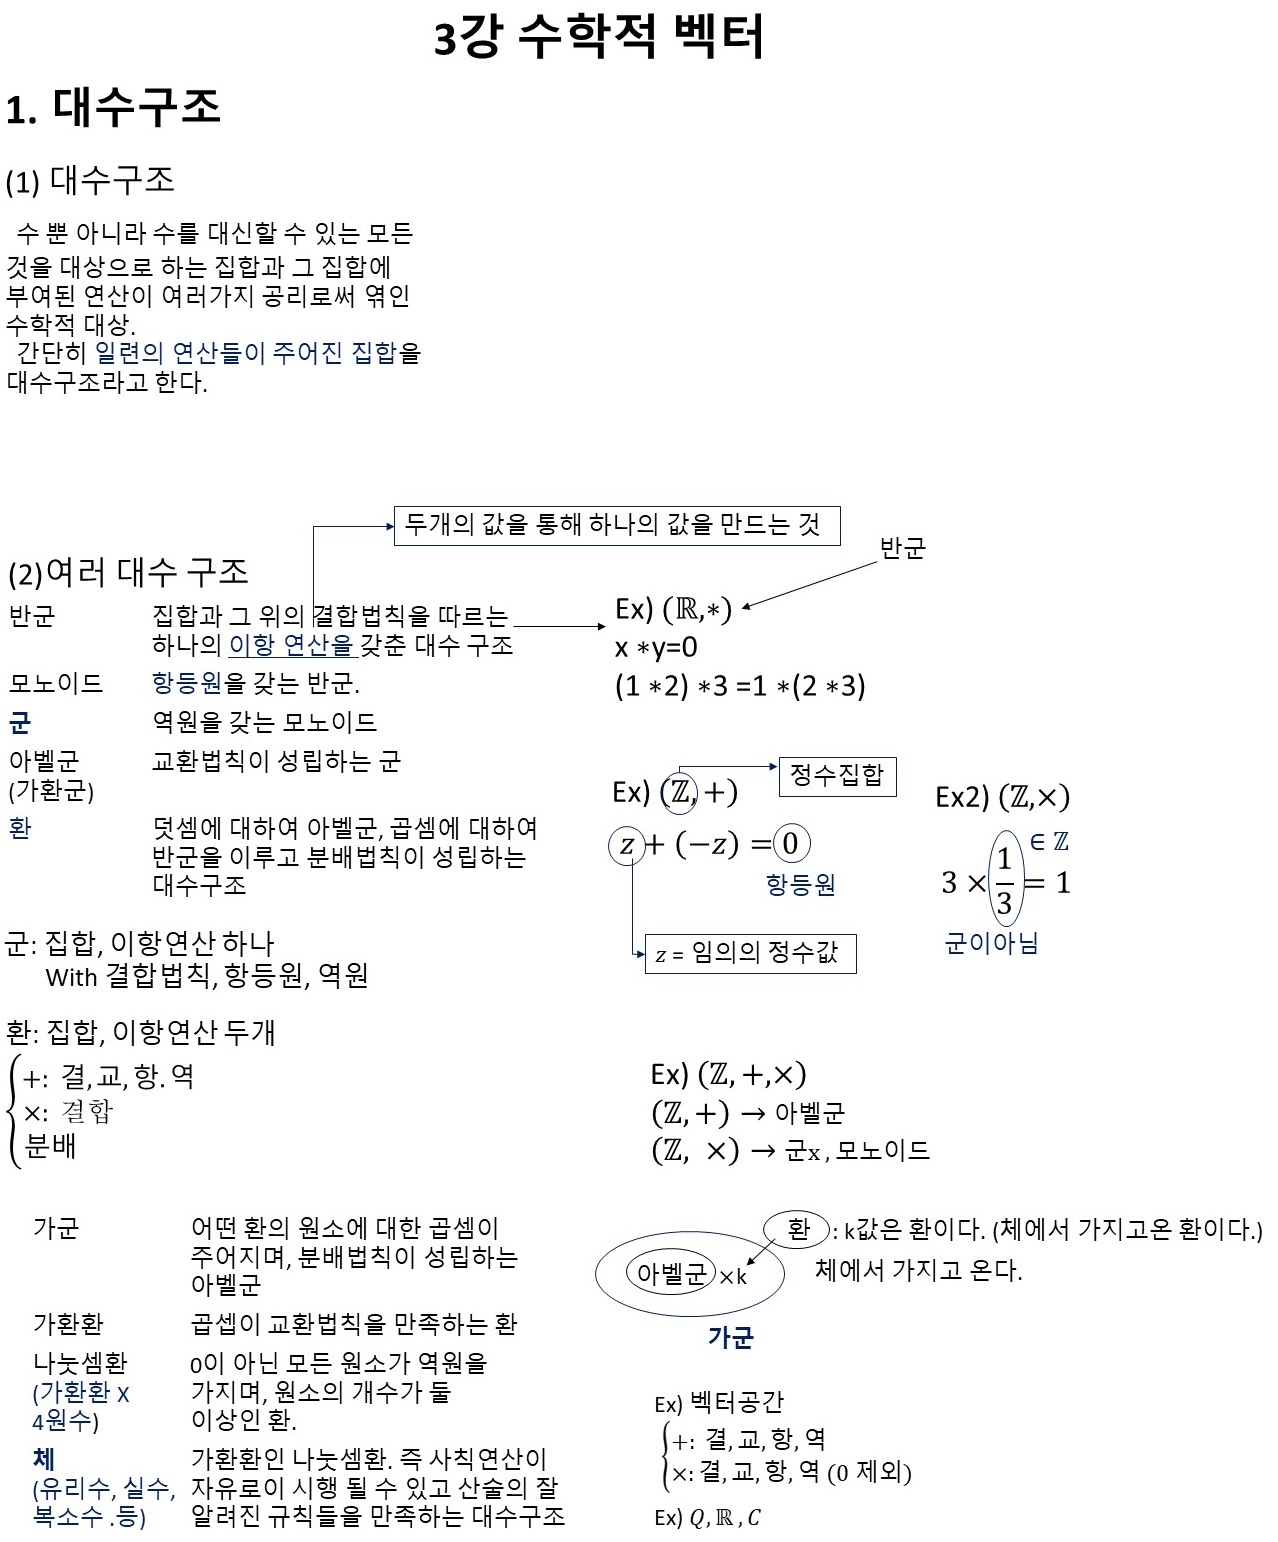 3강 수학적 벡터
1. 대수구조
(1) 대수구조
수 뿐 아니라 수를 대신할 수 있는 모든
것을 대상으로 하는 집합과 그 집합에
부여된 연산이 여러가지 공리로써 엮인
수학적 대상.
간단히 일련의 연산들이 주어진 집합을
대수구조라고 한다.
두개의 값을 통해 하나의 값을 만드는 것
반군
(2)여러 대수 구조
반군 집합과 그 위의 결합법칙을 따르는
하나의 이항 연산을 갖춘 대수 구조
모노이드 항등원을 갖는 반군.
군 역원을 갖는 모노이드
아벨군 교환법칙이 성립하는 군
(가환군)
환 덧셈에 대하여 아벨군, 곱셈에 대하여
반군을 이루고 분배법칙이 성립하는
대수구조
Ex) (ℝ,∗)
x ∗y=0
(1 ∗2) ∗3 =1 ∗(2 ∗3)
정수집합
Ex) (ℤ, +)
z + (−z) = 0
항등원
z = 임의의 정수값
Ex2) (ℤ,×)
∈ ℤ
3 × 1/3 = 1
군이아님
군: 집합, 이항연산 하나
With 결합법칙, 항등원, 역원
환: 집합, 이항연산 두개
+: 결, 교, 항. 역
×: 결합
분배
Ex) (ℤ, +,×)
(ℤ, +) → 아벨군
(ℤ, ×) → 군x , 모노이드
가군 어떤 환의 원소에 대한 곱셈이
주어지며, 분배법칙이 성립하는
아벨군
가환환 곱셉이 교환법칙을 만족하는 환
나눗셈환 0이 아닌 모든 원소가 역원을
(가환환 X 가지며, 원소의 개수가 둘
4원수) 이상인 환.
체 가환환인 나눗셈환. 즉 사칙연산이
(유리수, 실수, 자유로이 시행 될 수 있고 산술의 잘
복소수 .등) 알려진 규칙들을 만족하는 대수구조
환 : k값은 환이다. (체에서 가지고온 환이다.)
아벨군 ×k 체에서 가지고 온다.
가군
Ex) 벡터공간
+: 결, 교, 항, 역
×: 결, 교, 항, 역 (0 제외)
Ex) Q, ℝ , C